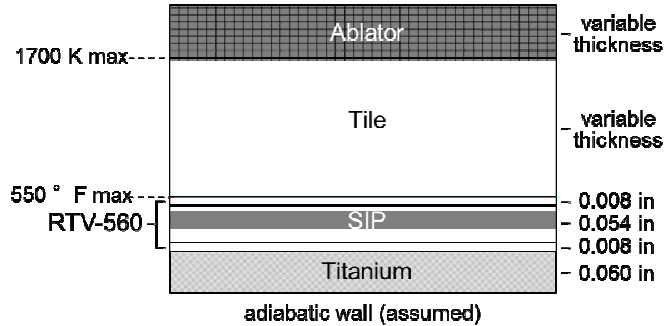 Ablator
variable
thickness
1700 K max
Tile
variable
thickness
550 ° F max
0.008 in
RTV-560
SIP
0.054 in
0.008 in
Titanium
0.060 in
adiabatic wall (assumed)